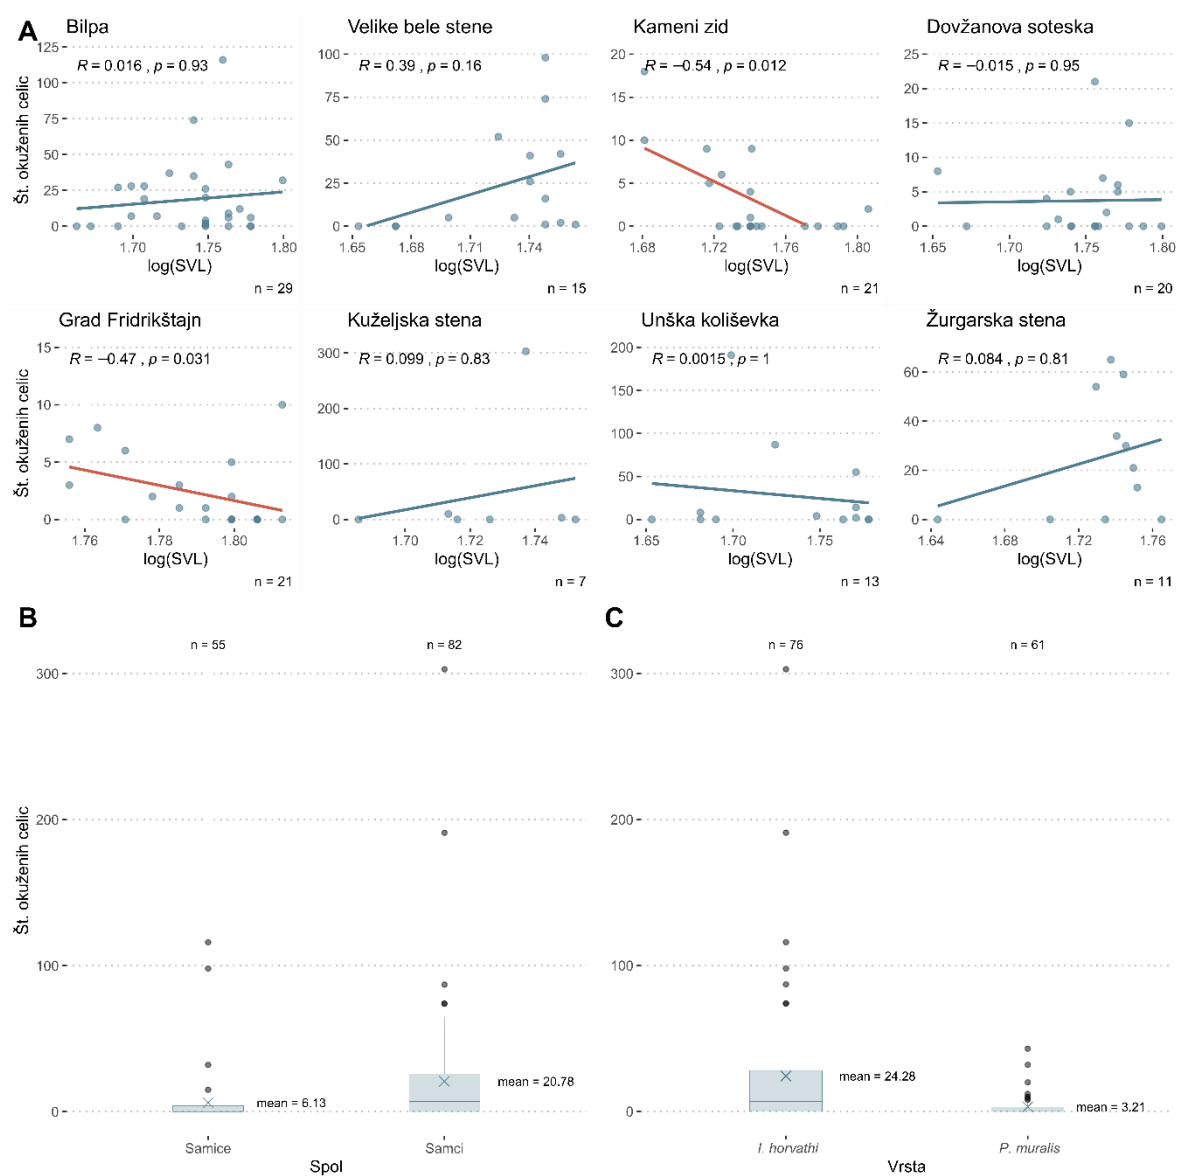 A
Bilpa
Velike bele stene
Kameni zid
Dovžanova soteska
R = 0.016 , p = 0.93
R = 0.39 , p = 0.16
R = −0.54 , p = 0.012
R = −0.015 , p = 0.95
Št. okuženih celic
125
100
75
50
25
0
1.70
1.75
1.80
log(SVL)
n = 29
100
75
50
25
0
1.65
1.68
1.71
1.74
log(SVL)
n = 15
20
15
10
5
0
1.68
1.72
1.76
1.80
log(SVL)
n = 21
25
20
15
10
5
0
1.65
1.70
1.75
1.80
log(SVL)
n = 20
Grad Fridrikštajn
Kuželjska stena
Unška koliševka
Žurgarska stena
R = −0.47 , p = 0.031
R = 0.099 , p = 0.83
R = 0.0015 , p = 1
R = 0.084 , p = 0.81
Št. okuženih celic
15
10
5
0
1.76
1.78
1.80
log(SVL)
n = 21
300
200
100
0
1.70
1.72
1.74
log(SVL)
n = 7
200
150
100
50
0
1.65
1.70
1.75
log(SVL)
n = 13
60
40
20
0
1.64
1.68
1.72
1.76
log(SVL)
n = 11
B
n = 55
n = 82
Št. okuženih celic
300
200
100
0
mean = 6.13
mean = 20.78
Samice
Samci
Spol
C
n = 76
n = 61
300
200
100
0
mean = 24.28
mean = 3.21
I. horvathi
P. muralis
Vrsta